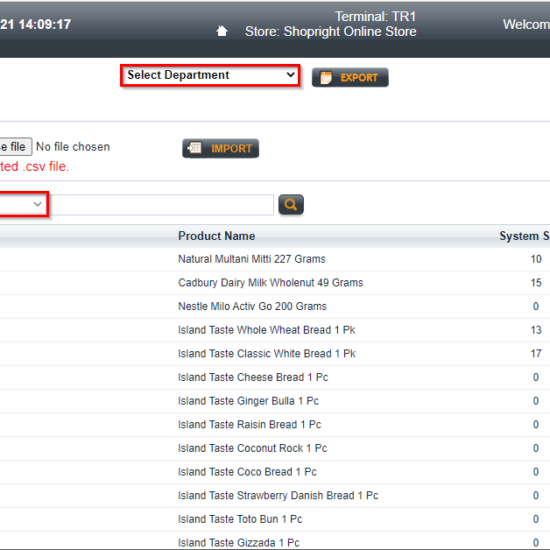 21 14:09:17
Terminal: TR1
Store: Shopright Online Store
Welcom
Select Department
EXPORT
e file No file chosen
IMPORT
ted .csv file.
Product Name System S
Natural Multani Mitti 227 Grams 10
Cadbury Dairy Milk Wholenut 49 Grams 15
Nestle Milo Activ Go 200 Grams 0
Island Taste Whole Wheat Bread 1 Pk 13
Island Taste Classic White Bread 1 Pk 17
Island Taste Cheese Bread 1 Pc 0
Island Taste Ginger Bulla 1 Pc 0
Island Taste Raisin Bread 1 Pc 0
Island Taste Coconut Rock 1 Pc 0
Island Taste Coco Bread 1 Pc 0
Island Taste Strawberry Danish Bread 1 Pc 0
Island Taste Toto Bun 1 Pc 0
Island Taste Gizzada 1 Pc 0